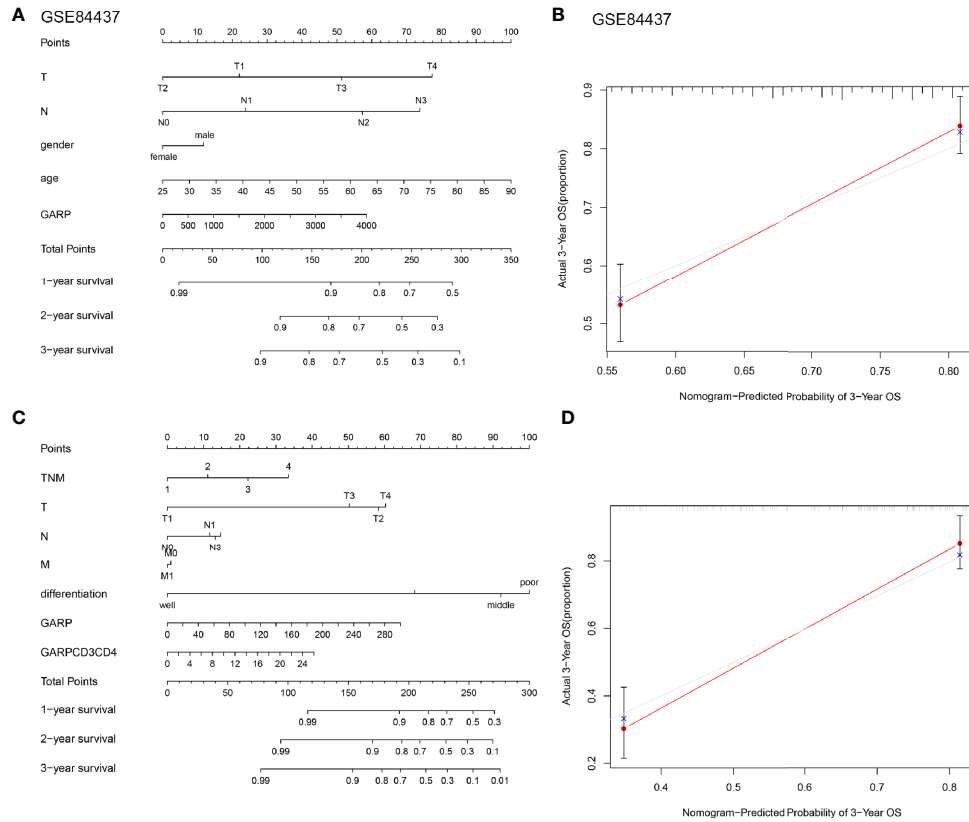 A GSE84437
Points
0 10 20 30 40 50 60 70 80 90 100
T
T1 T4
T2 T3
N
N1 N3
N0 N2
gender
male
female
age
25 30 35 40 45 50 55 60 65 70 75 80 85 90
GARP
0 500 1500 2000 3000 4000
Total Points
0 50 100 150 200 250 300 350
1-year survival
0.99 0.9 0.8 0.7 0.5
2-year survival
0.9 0.8 0.7 0.5 0.3
3-year survival
0.9 0.8 0.7 0.5 0.3 0.1
B GSE84437
Actual 3-Year OS(proportion)
0.9
0.8
0.7
0.6
0.5
0.55 0.60 0.65 0.70 0.75 0.80
Nomogram-Predicted Probability of 3-Year OS
C
Points
0 10 20 30 40 50 60 70 80 90 100
TNM
2 4
1 3
T
T3 T4
T1 T2
N
N1
N0 N3
M
M0
M1
differentiation
poor
well middle
GARP
0 20 40 60 80 100 120 140 160 180 200 220 240 260 280
GARPCD3CD4
0 2 4 6 8 10 12 14 16 18 20 22 24
Total Points
0 50 100 150 200 250 300
1-year survival
0.99 0.9 0.8 0.7 0.5 0.3
2-year survival
0.99 0.9 0.8 0.7 0.5 0.3 0.1
3-year survival
0.99 0.9 0.8 0.7 0.5 0.3 0.1 0.01
D
Actual 3-Year OS(proportion)
0.8
0.6
0.4
0.2
0.4 0.5 0.6 0.7 0.8
Nomogram-Predicted Probability of 3-Year OS